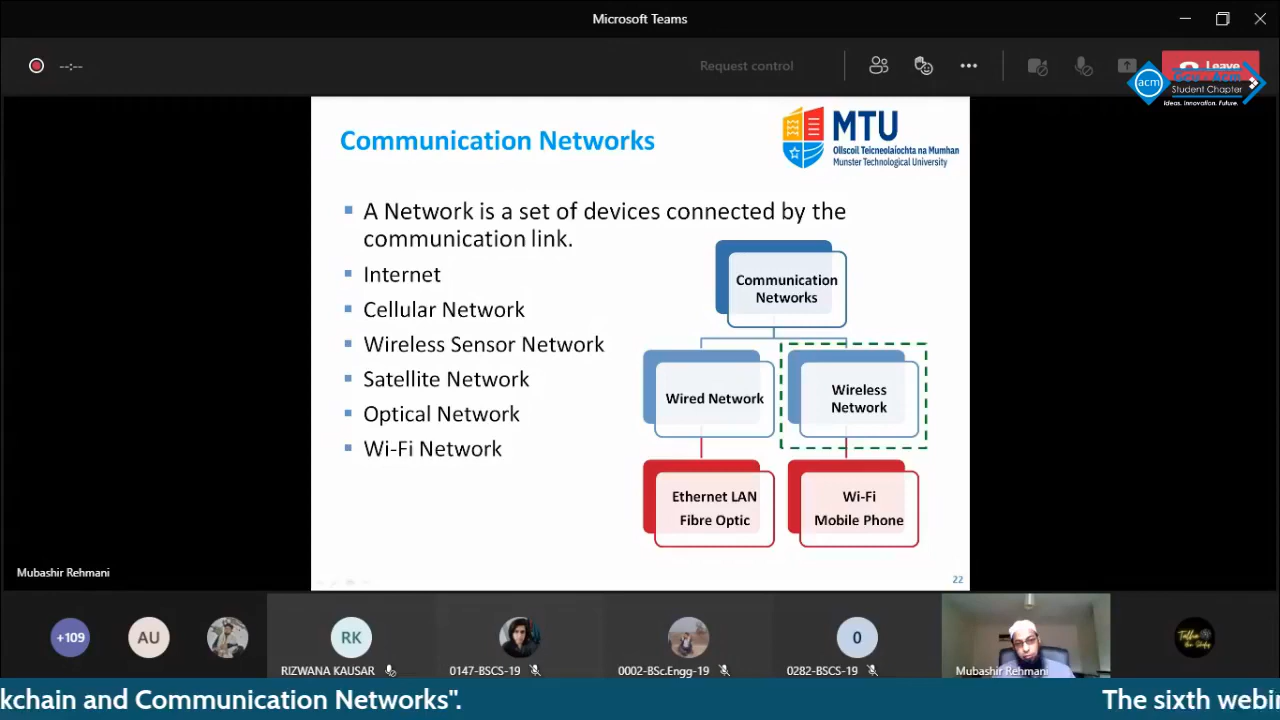 Microsoft Teams
--:--
Request control
Leave
acm
Student Chapter
Ideas. Innovation. Future.
Communication Networks
MTU
Ollscoil Teicneolaíochta na Mumhan
Munster Technological University
▪ A Network is a set of devices connected by the
communication link.
▪ Internet
▪ Cellular Network
▪ Wireless Sensor Network
▪ Satellite Network
▪ Optical Network
▪ Wi-Fi Network
Communication
Networks
Wired Network
Wireless
Network
Ethernet LAN
Fibre Optic
Wi-Fi
Mobile Phone
22
Mubashir Rehmani
+109
AU
RK
RIZWANA KAUSAR
0147-BSCS-19
0002-BSc.Engg-19
0
0282-BSCS-19
Mubashir Rehmani
kchain and Communication Networks".
The sixth webin